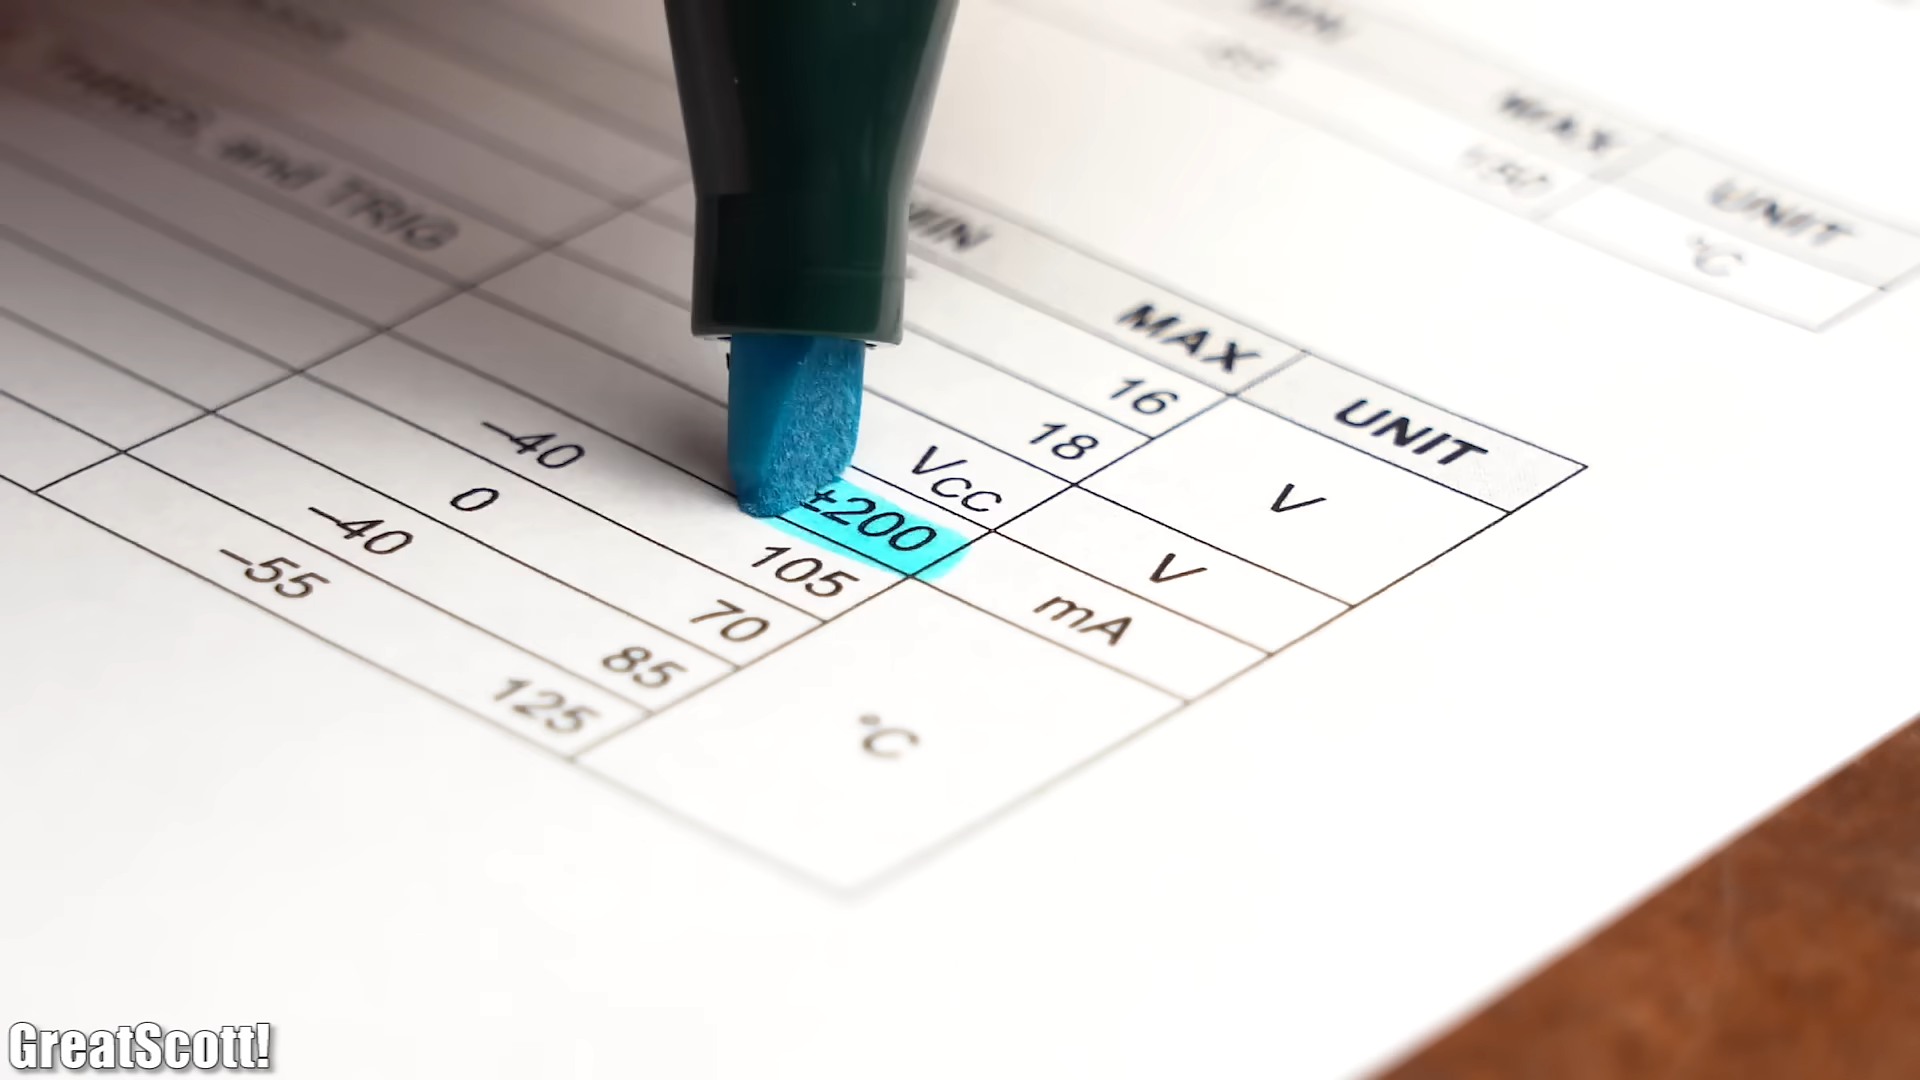 MIN
MAX
UNIT
°C
and TRIG
MIN
MAX
UNIT
16
V
18
VCC
V
±200
mA
–40
105
°C
0
70
–40
85
–55
125
GreatScott!